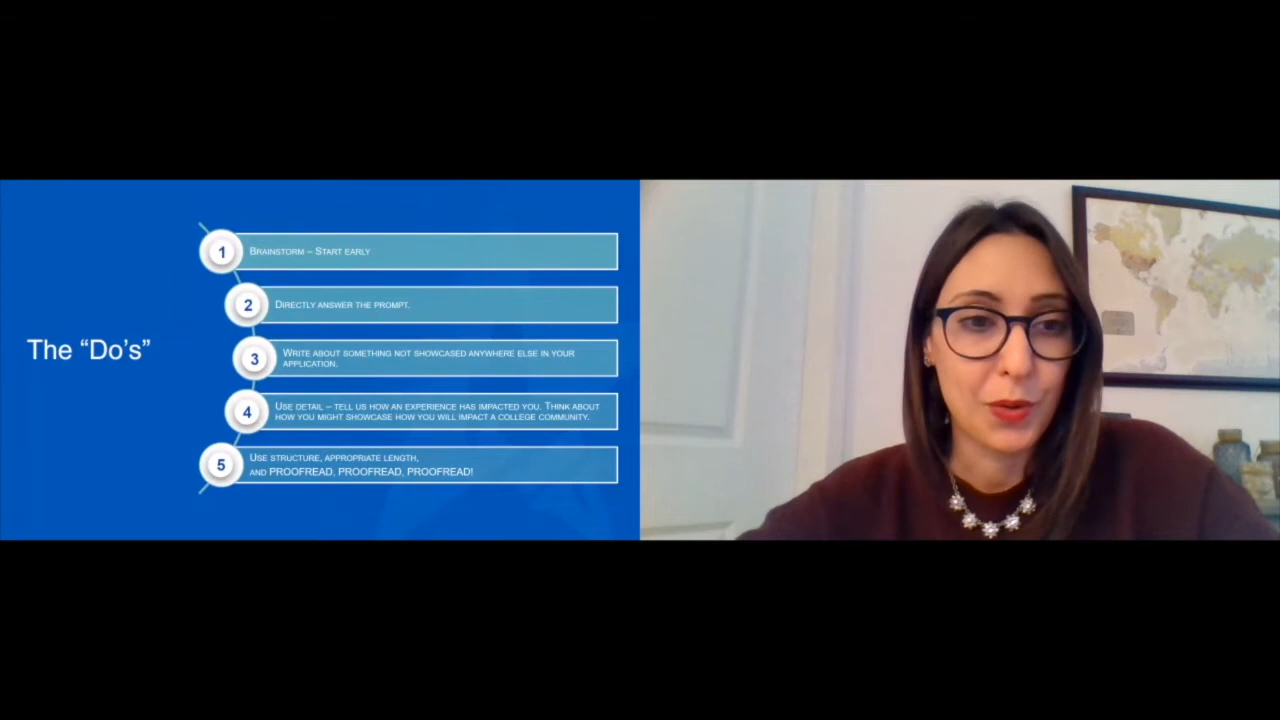 The “Do’s”
1
Brainstorm – Start early
2
Directly answer the prompt.
3
Write about something not showcased anywhere else in your
application.
4
Use detail – tell us how an experience has impacted you. Think about
how you might showcase how you will impact a college community.
5
Use structure, appropriate length,
and PROOFREAD, PROOFREAD, PROOFREAD!